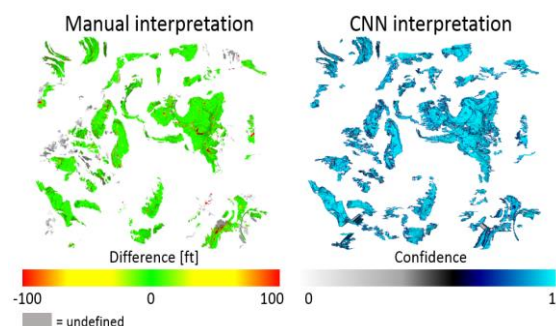 Manual interpretation
CNN interpretation
Difference [ft]
-100
0
100
= undefined
Confidence
0
1